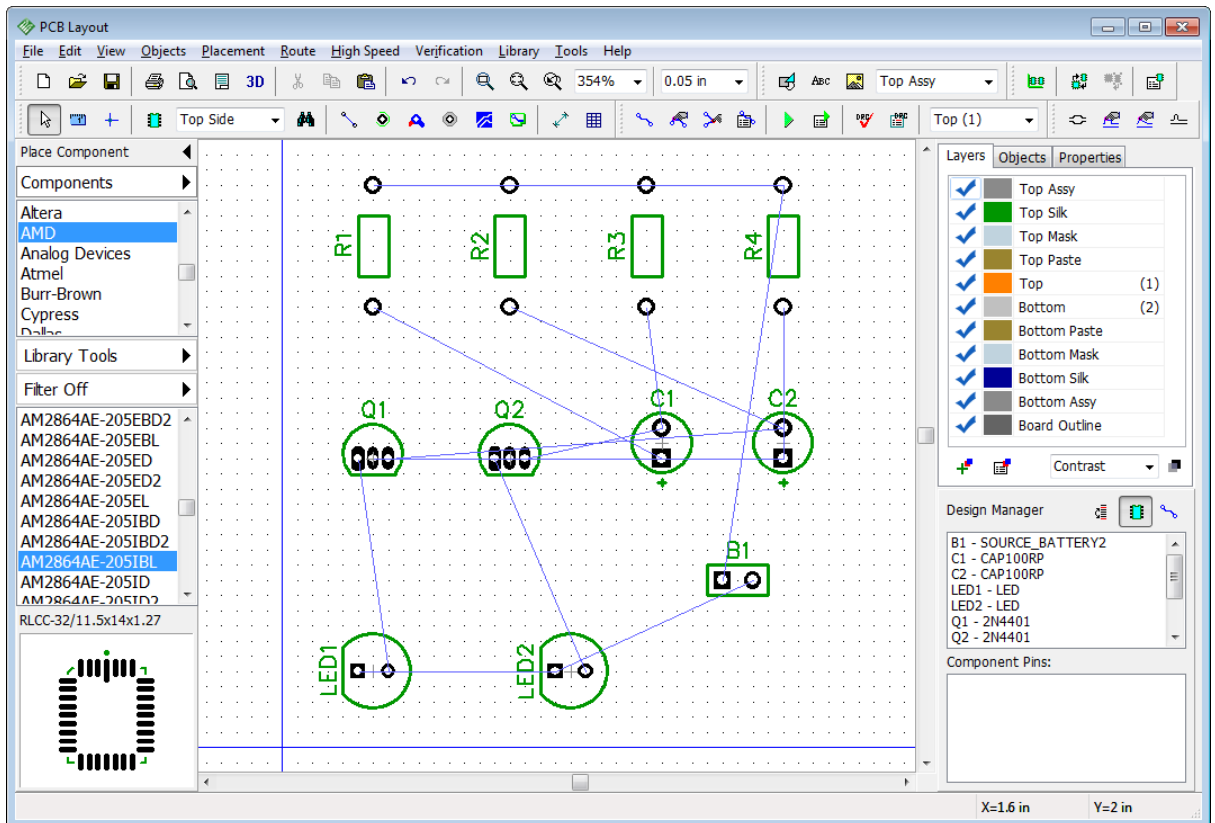 PCB Layout
File Edit View Objects Placement Route High Speed Verification Library Tools Help
3D 354% 0.05 in ABC Top Assy
Top Side DRC DRC Top (1)
Place Component
Components
Altera
AMD
Analog Devices
Atmel
Burr-Brown
Cypress
Dallas
Library Tools
Filter Off
AM2864AE-205EBD2
AM2864AE-205EBL
AM2864AE-205ED
AM2864AE-205ED2
AM2864AE-205EL
AM2864AE-205IBD
AM2864AE-205IBD2
AM2864AE-205IBL
AM2864AE-205ID
AM2864AE-205ID2
RLCC-32/11.5x14x1.27
R1 R2 R3 R4
Q1 Q2 C1 C2
+ +
B1
LED1 LED2
Layers Objects Properties
Top Assy
Top Silk
Top Mask
Top Paste
Top (1)
Bottom (2)
Bottom Paste
Bottom Mask
Bottom Silk
Bottom Assy
Board Outline
Contrast
Design Manager
B1 - SOURCE_BATTERY2
C1 - CAP100RP
C2 - CAP100RP
LED1 - LED
LED2 - LED
Q1 - 2N4401
Q2 - 2N4401
Component Pins:
X=1.6 in Y=2 in